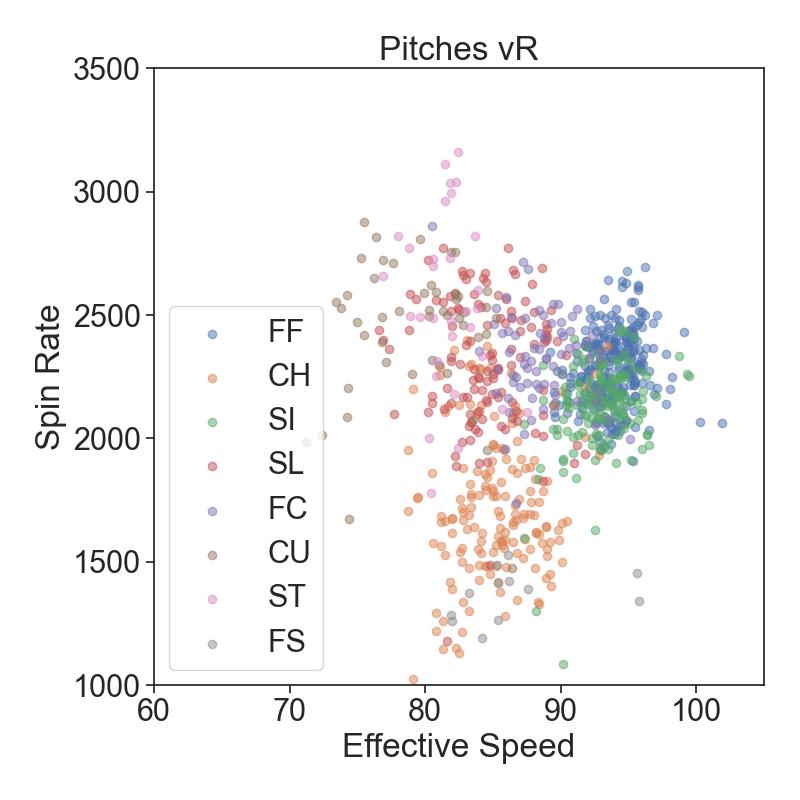 Pitches vR
3500
3000
2500
2000
1500
1000
Spin Rate
FF
CH
SI
SL
FC
CU
ST
FS
60 70 80 90 100
Effective Speed